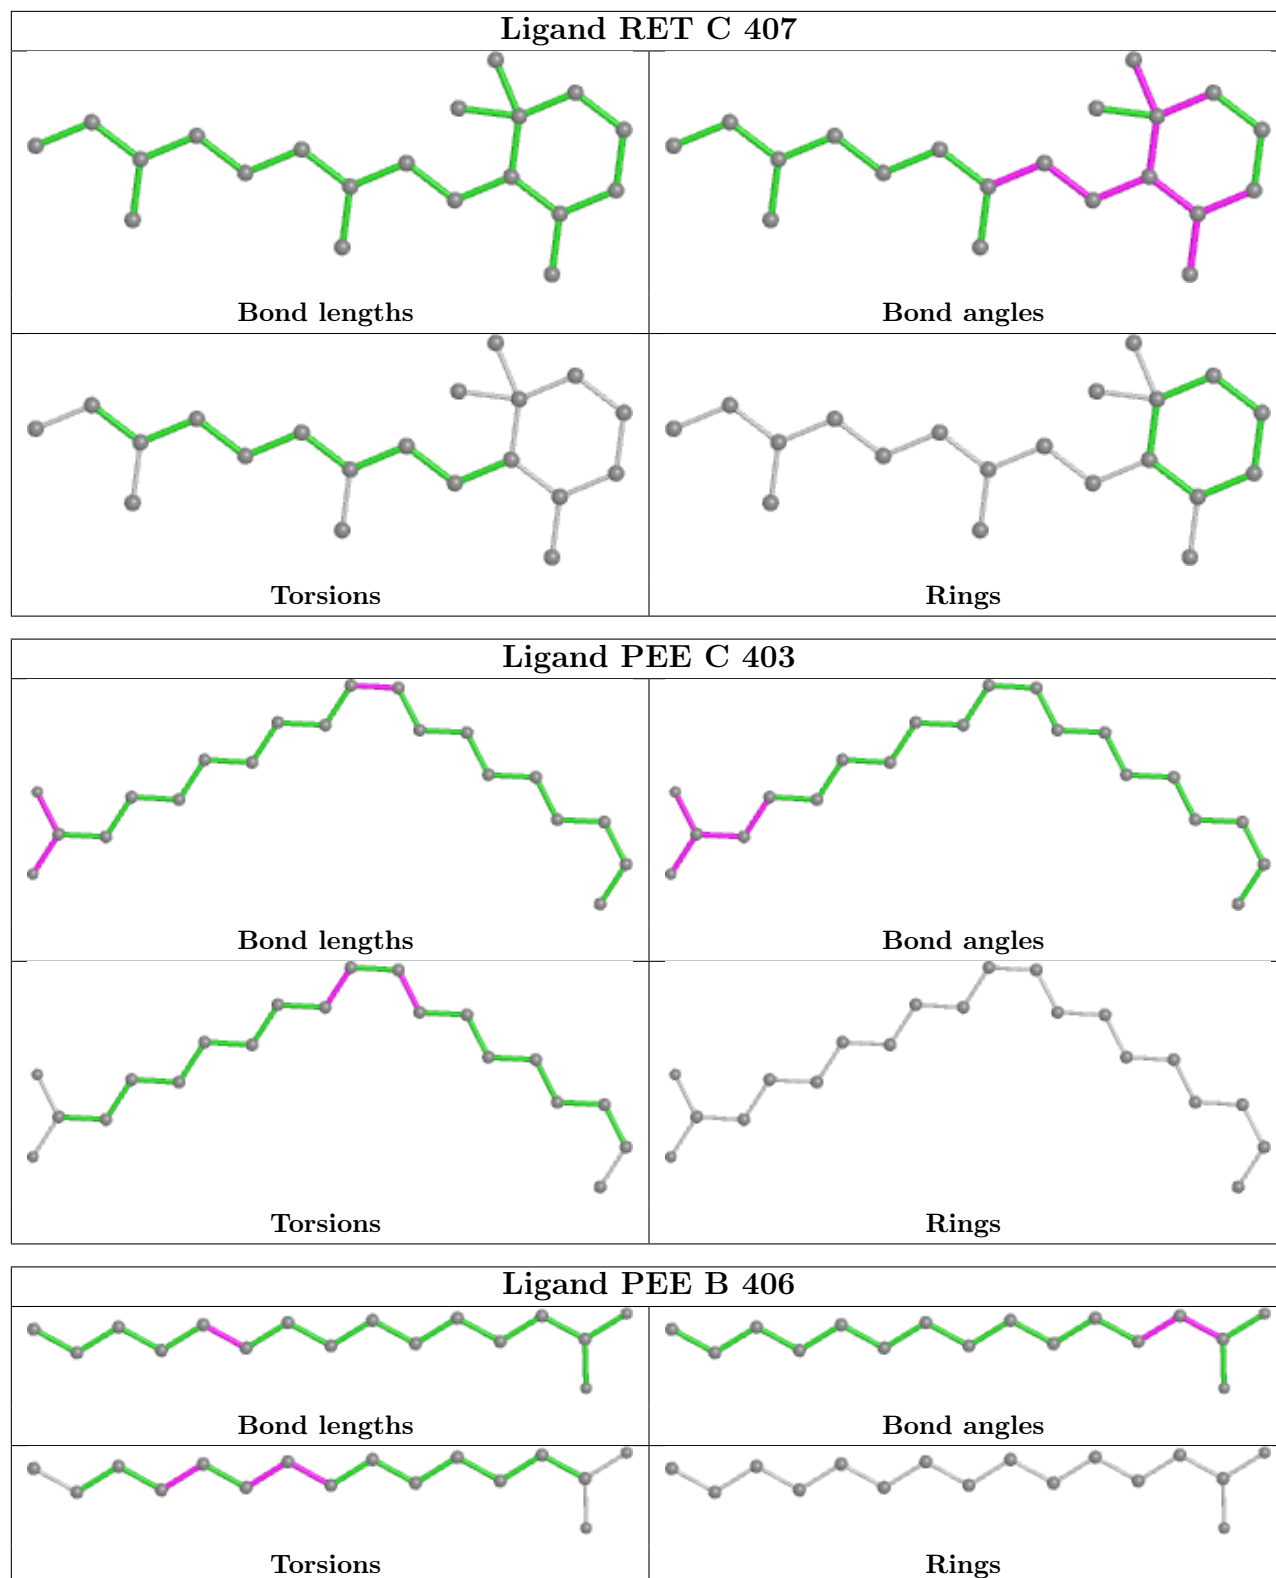 Ligand RET C 407
Bond lengths
Bond angles
Torsions
Rings
Ligand PEE C 403
Bond lengths
Bond angles
Torsions
Rings
Ligand PEE B 406
Bond lengths
Bond angles
Torsions
Rings